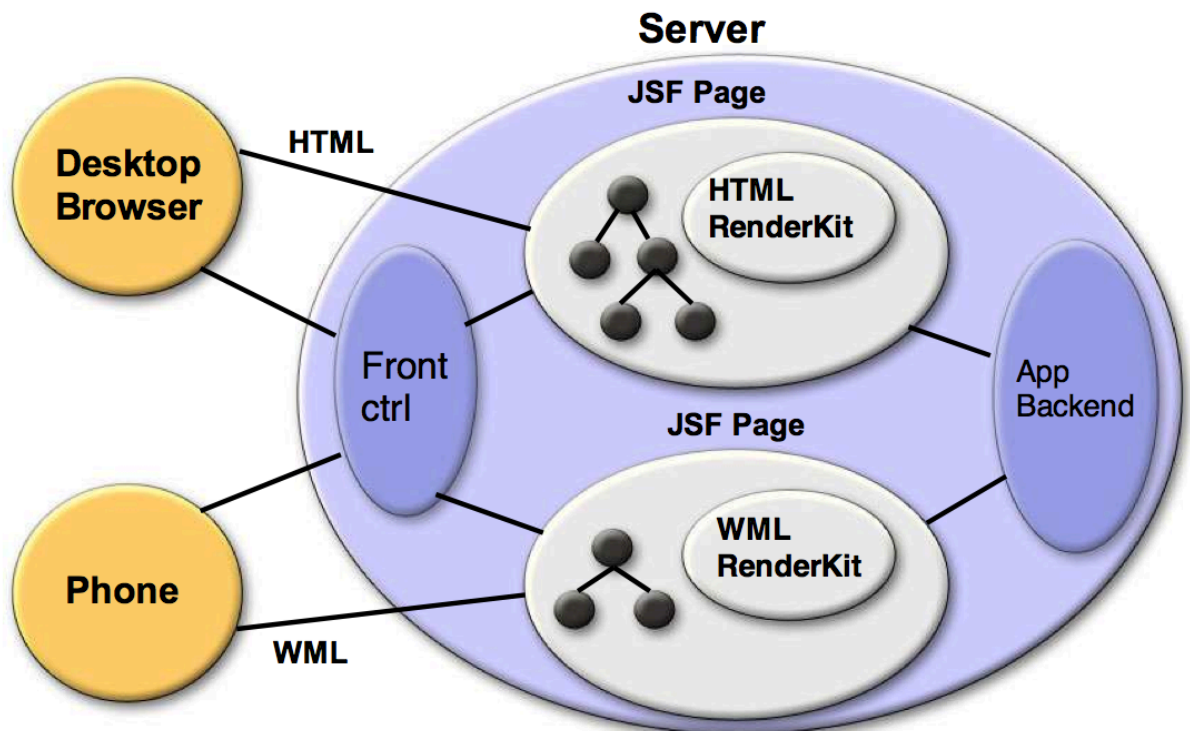 Server
JSF Page
HTML
Desktop
Browser
HTML
RenderKit
Front
ctrl
App
Backend
JSF Page
WML
RenderKit
Phone
WML